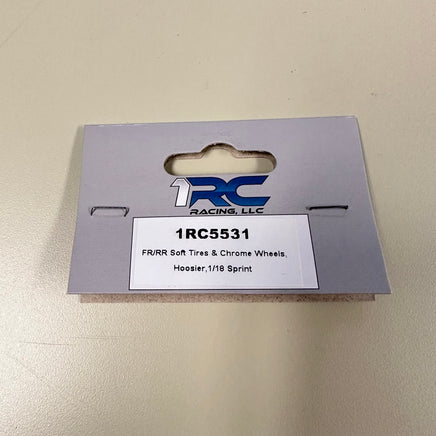 1RC
RACING, LLC
1RC5531
FR/RR Soft Tires & Chrome Wheels,
Hoosier,1/18 Sprint